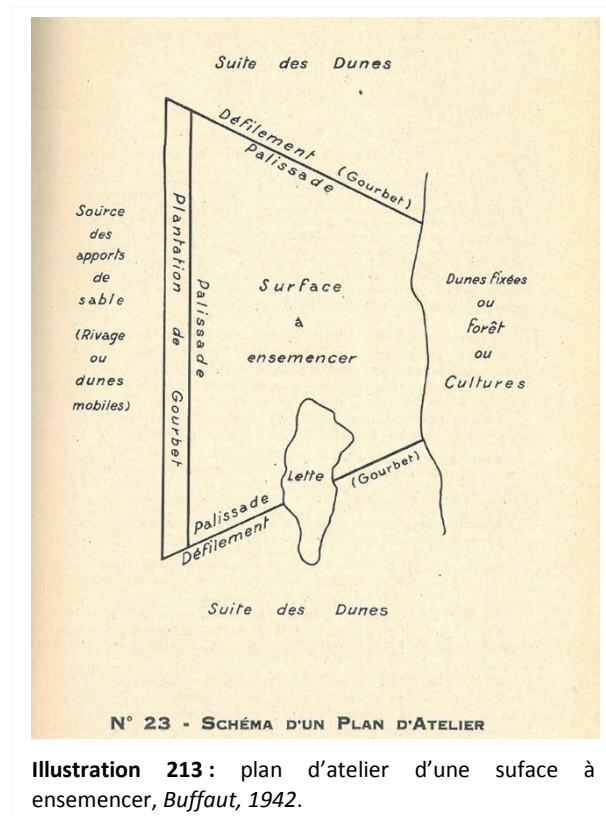 Suite des Dunes
Défilement (Gourbet)
Palissade
Source
des
apports
de
sable
(Rivage
ou
dunes
mobiles)
Plantation de Gourbet
Palissade
Surface
à
ensemencer
Dunes fixées
ou
forêt
ou
Cultures
Lette
(Gourbet)
Palissade
Défilement
Suite des Dunes
N° 23 - SCHÉMA D'UN PLAN D'ATELIER
Illustration 213 : plan d'atelier d'une suface à
ensemencer, Buffaut, 1942.